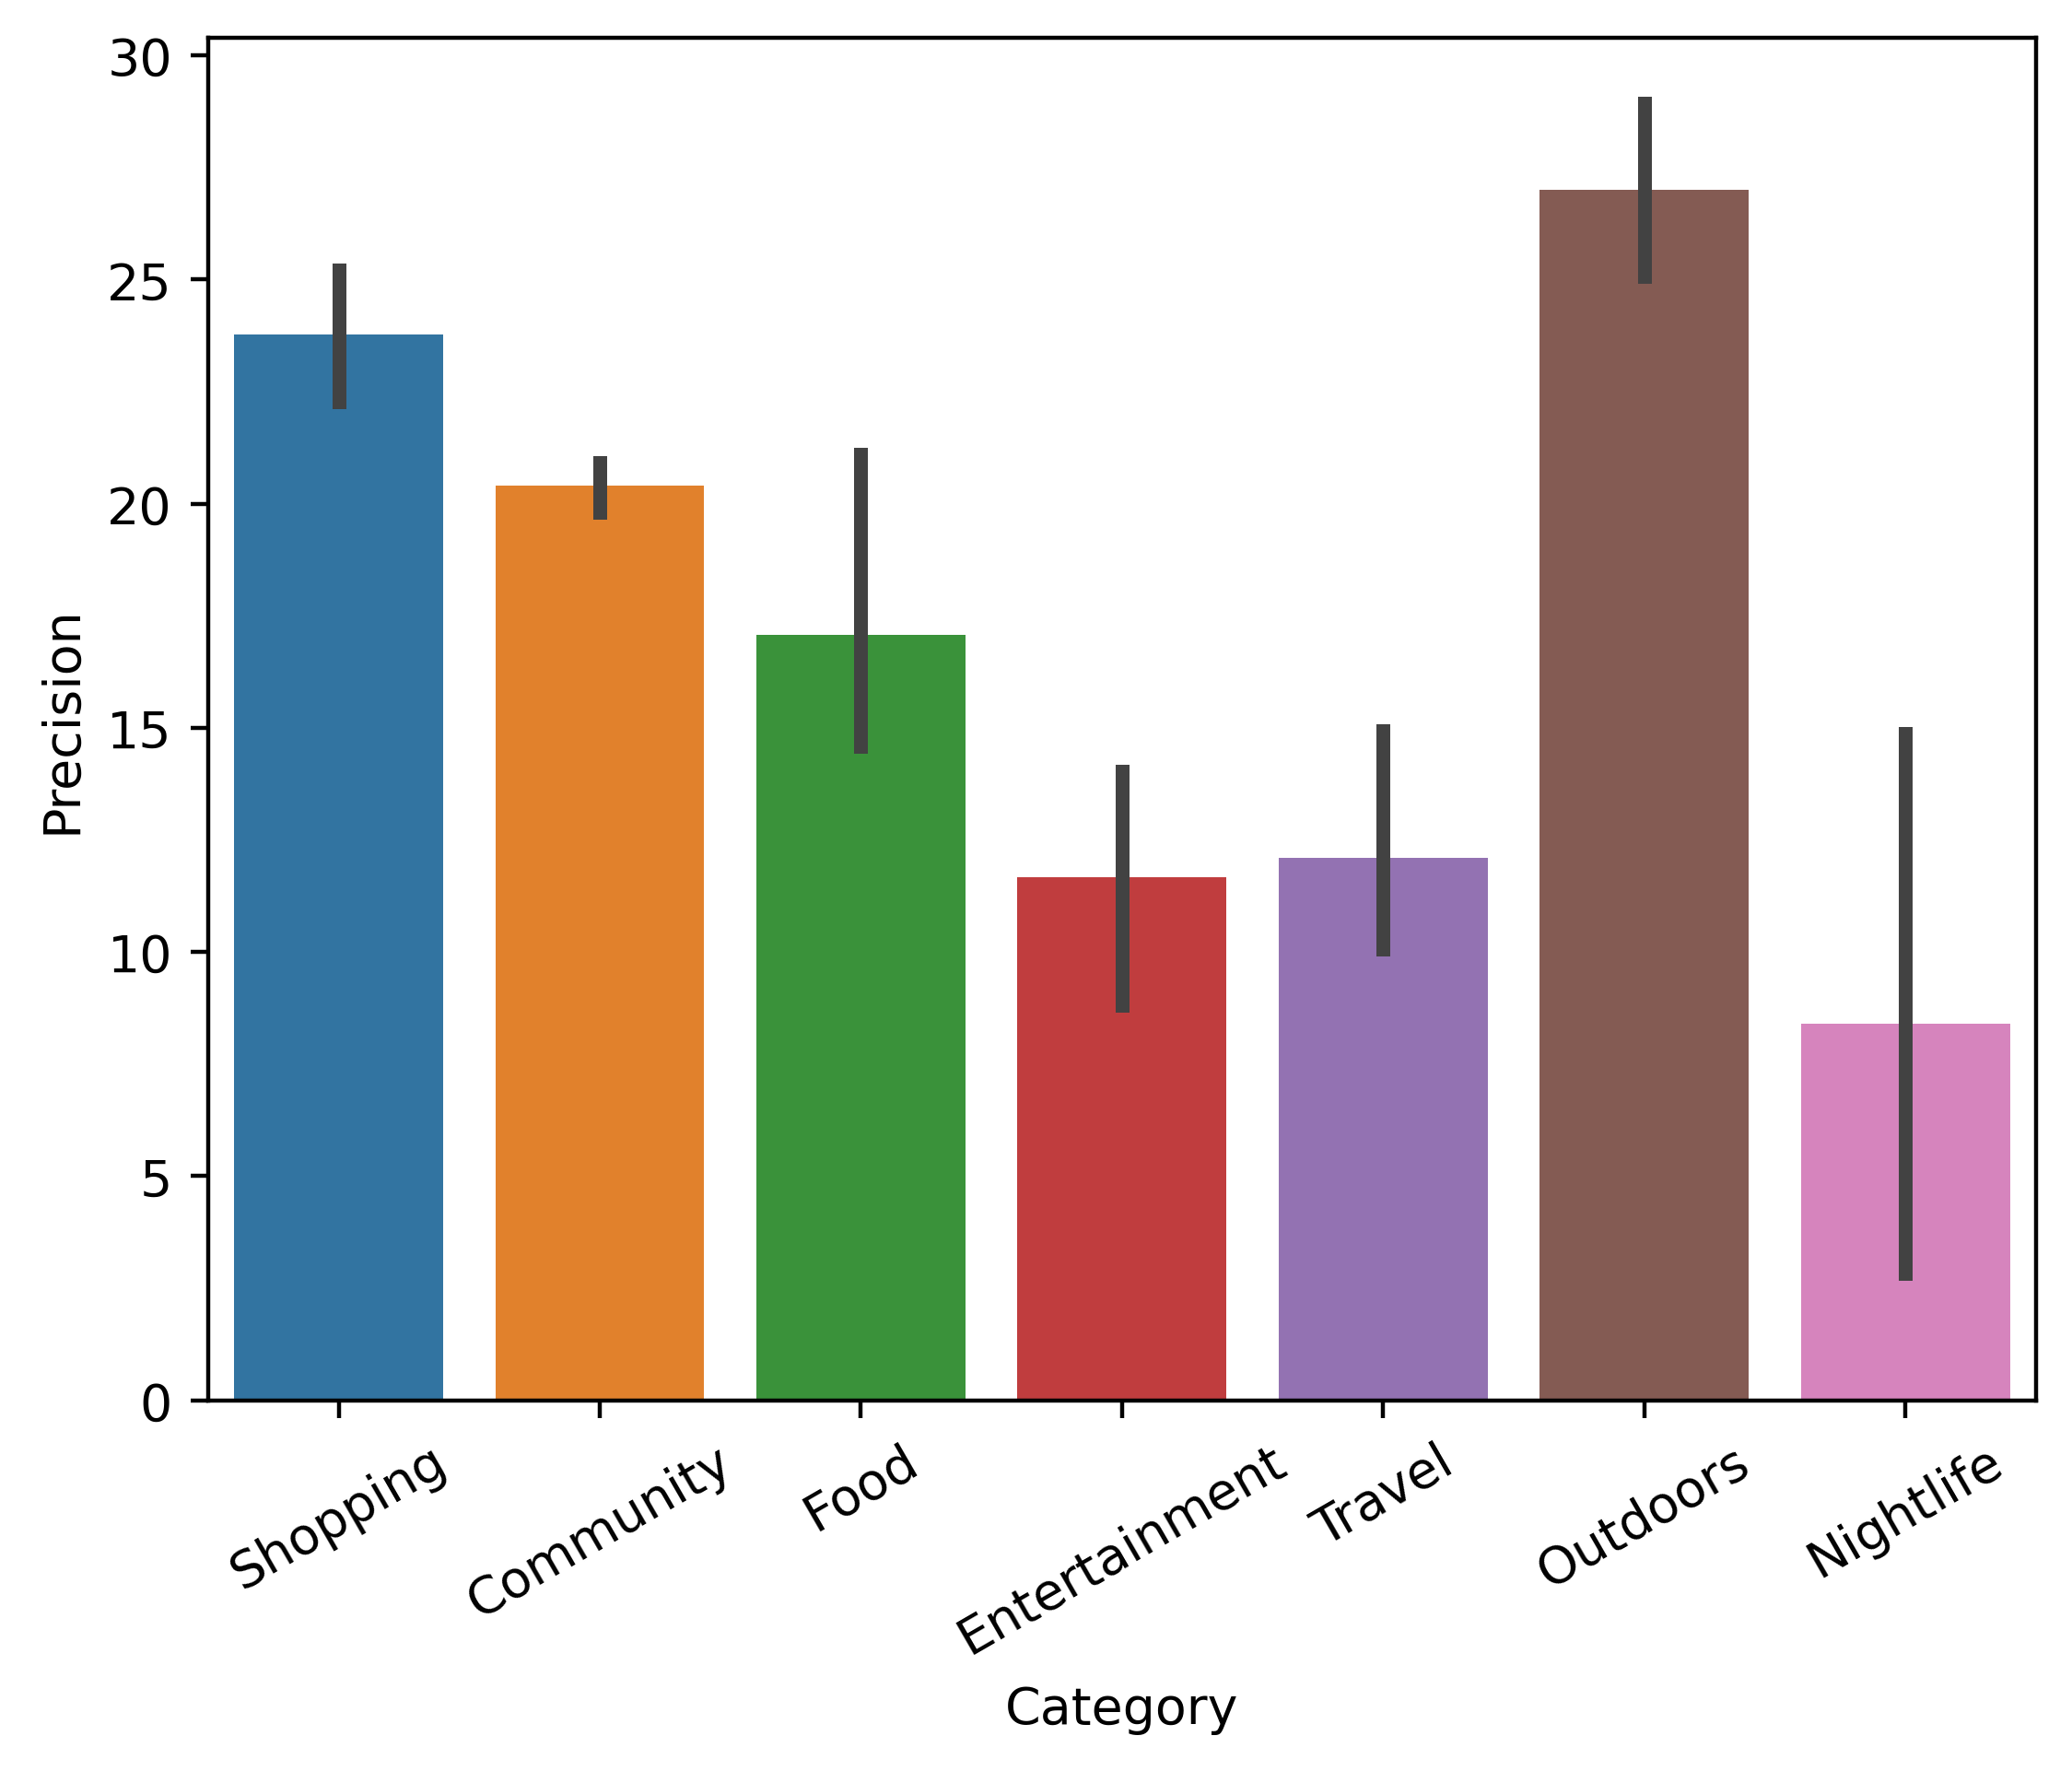 30
25
20
15
10
5
0
Precision
Shopping
Community
Food
Entertainment
Travel
Outdoors
Nightlife
Category